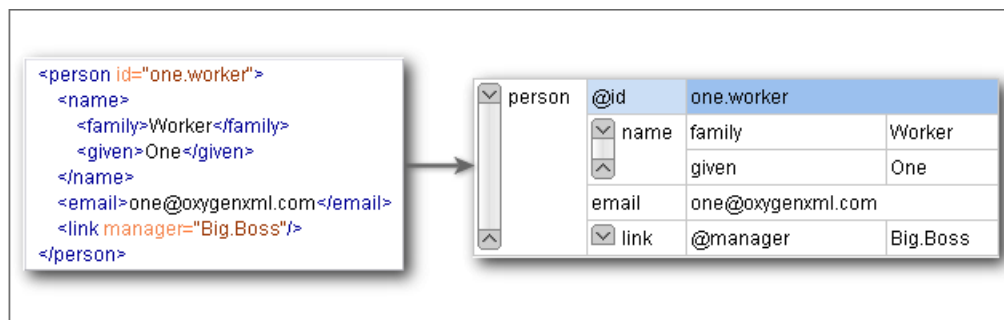 <person id="one.worker">
<name>
<family>Worker</family>
<given>One</given>
</name>
<email>one@oxygenxml.com</email>
<link manager="Big.Boss"/>
</person>
person @id one.worker
name family Worker
given One
email one@oxygenxml.com
link @manager Big.Boss